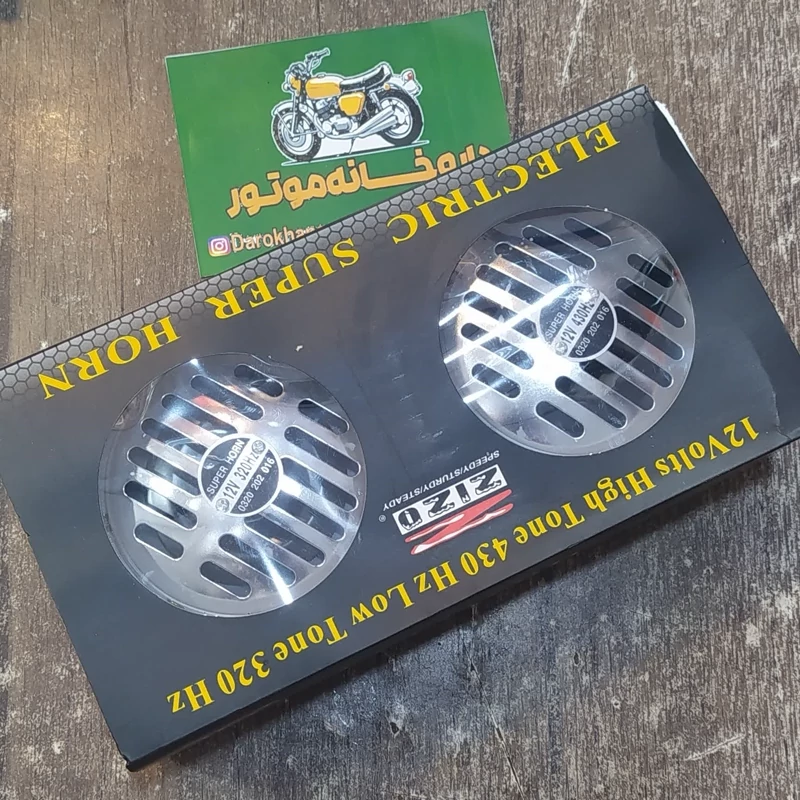 داروخانه موتور
Darokha
ELECTRIC SUPER HORN
SUPER HORN
12V 430HZ
0320 202 016
SUPER HORN
12V 320HZ
0320 202 016
SPEEDY/STURDY/STEADY
®
12Volts High Tone 430 Hz Low Tone 320 Hz